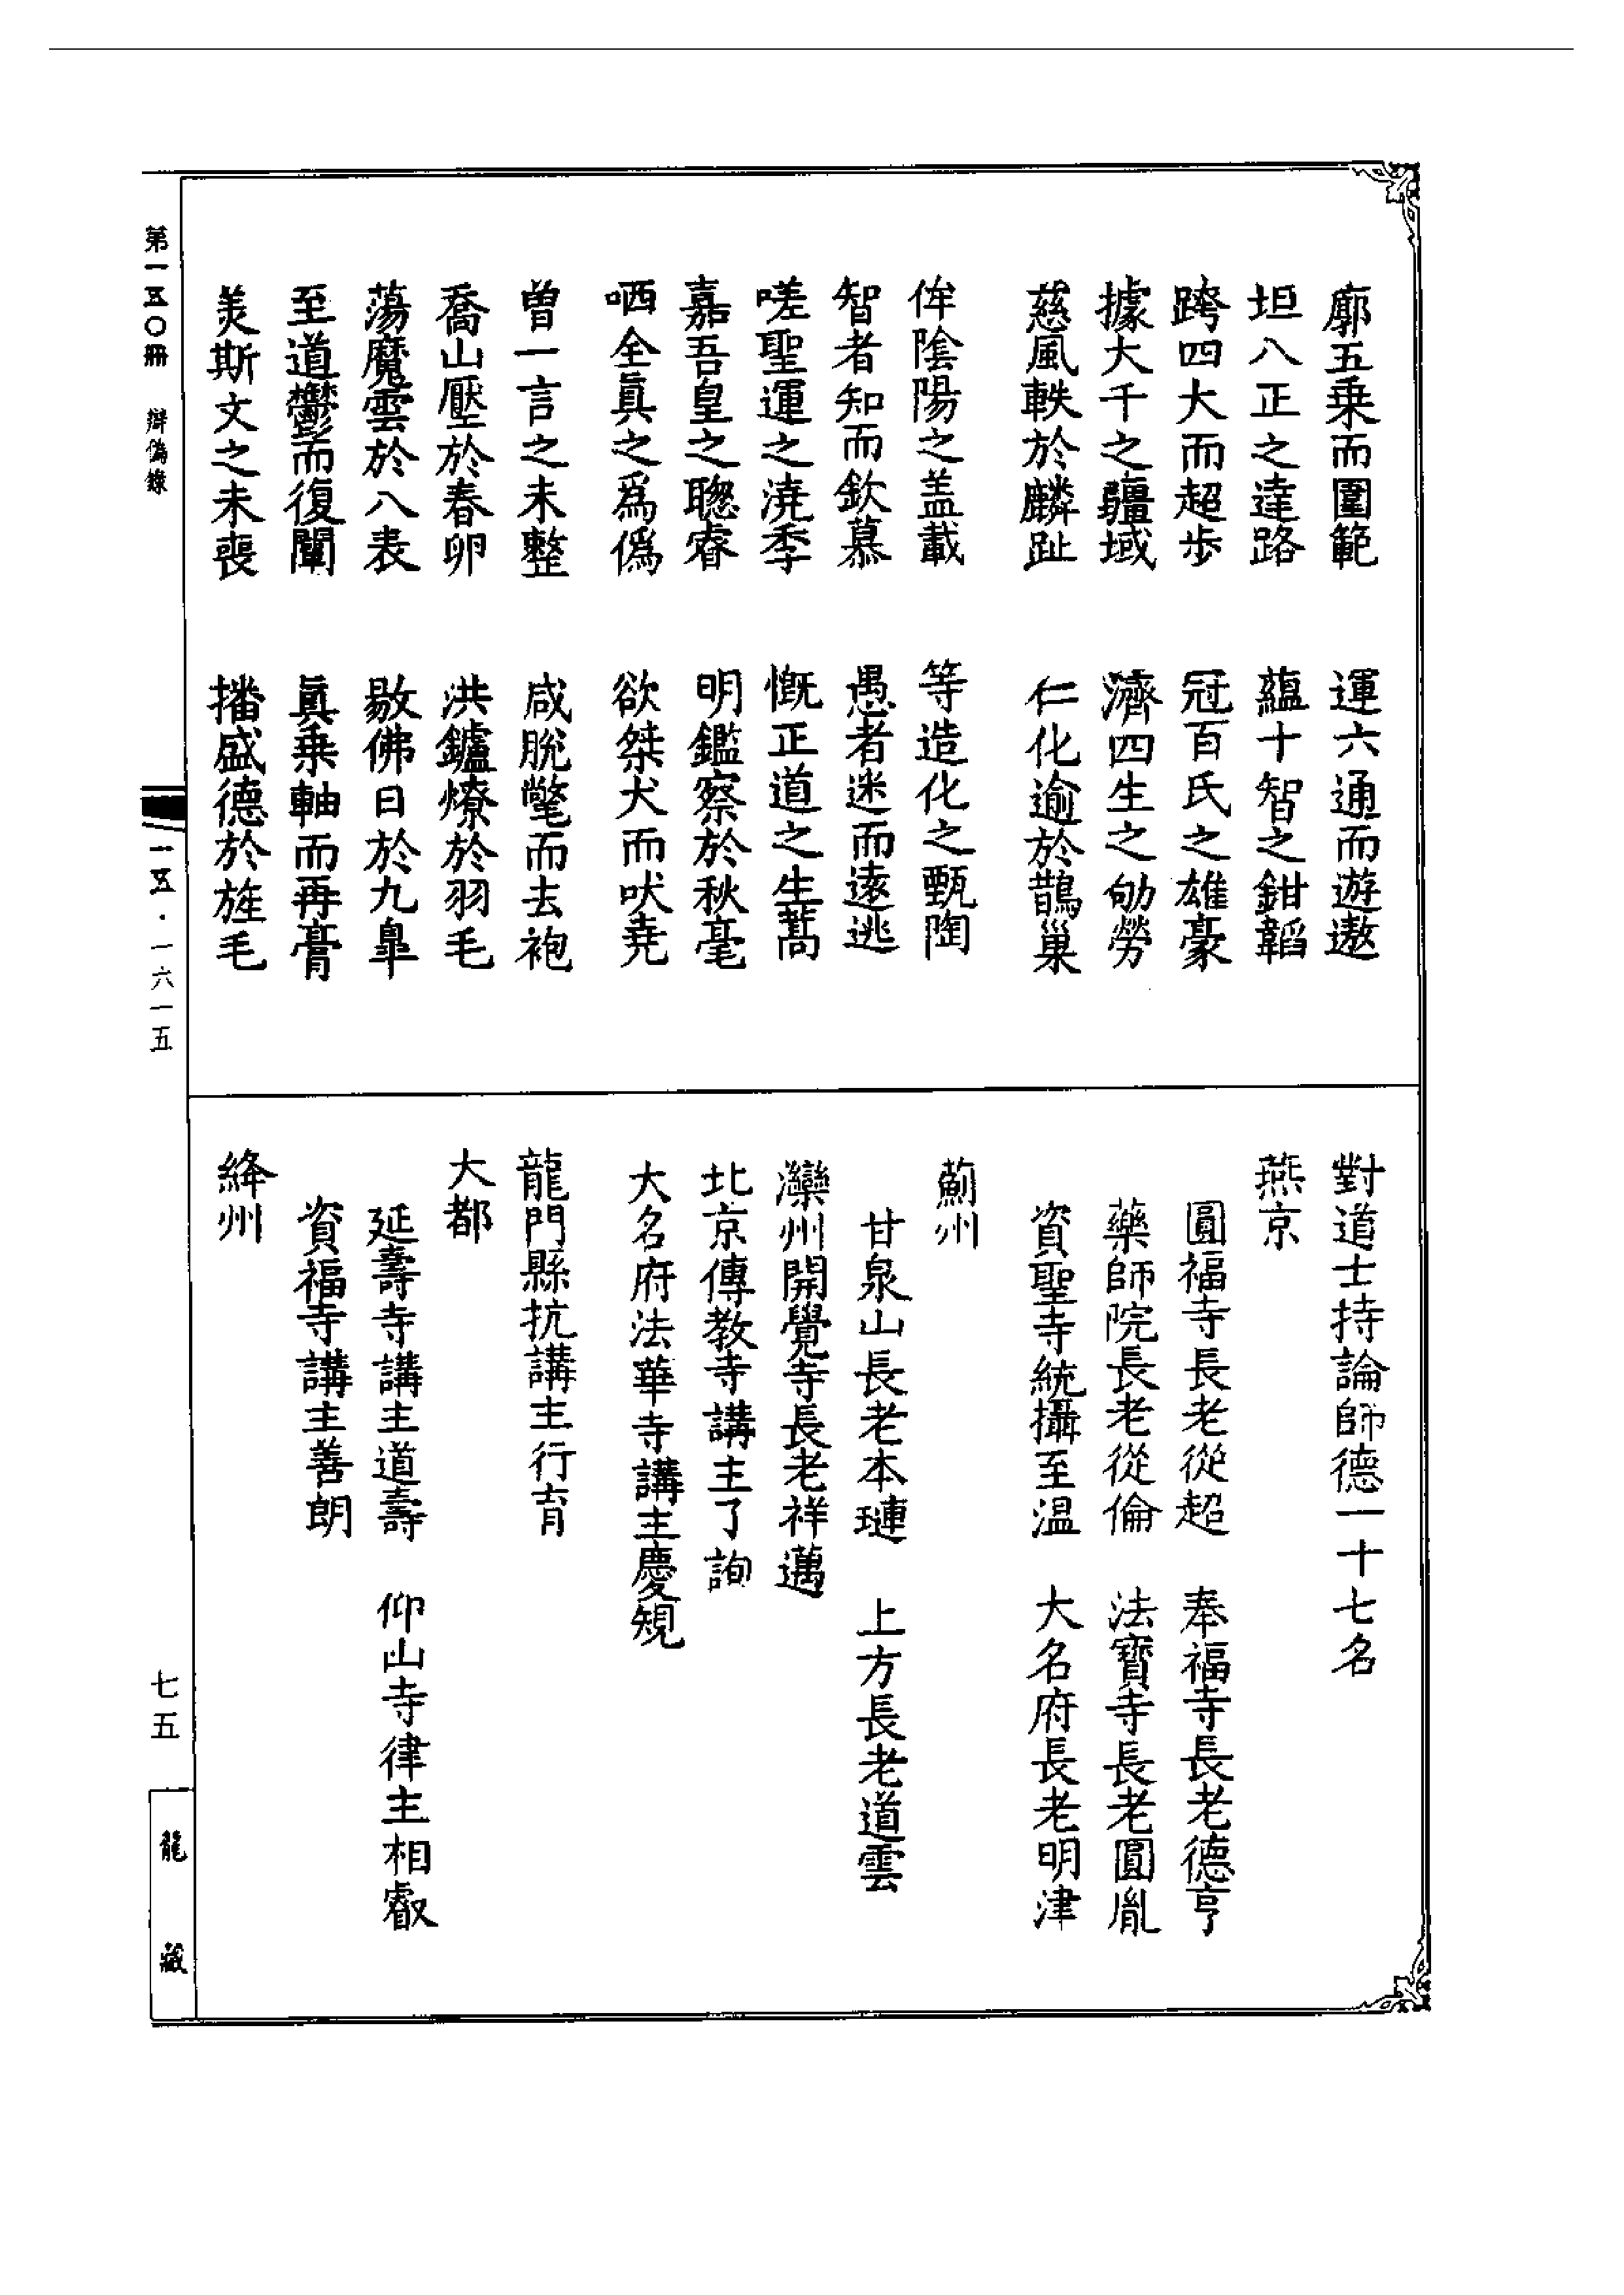 廓五乗而圍範　運六通而遊遨
坦八正之達路　蘊十智之鉗韜
跨四大而超步　冠百氏之雄豪
據大千之疆域　濟四生之劬勞
慈風軼於麟趾　仁化逾於鵲巢
侔陰陽之盖載　等造化之甄陶
智者知而欽慕　愚者迷而遠逃
嗟聖運之澆季　慨正道之生蒿
嘉吾皇之聰睿　明鑑察於秋毫
哂全真之爲僞　欲桀犬而吠堯
曾一言之未整　咸脫氅而去袍
喬山壓於春卵　洪鑪燎於羽毛
蕩魔雲於八表　敭佛日於九臯
至道鬱而復闡　真乗軸而再膏
羙斯文之未喪　播盛德於旌毛
對道士持論師德一十七名
燕京
圓福寺長老從超　奉福寺長老德亨
藥師院長老從倫　法寶寺長老圓胤
資聖寺統攝至温　大名府長老明津
薊州
甘泉山長老本璉　上方長老道雲
灤州開覺寺長老祥邁
北京傳教寺講主了詢
大名府法華寺講主慶規
龍門縣抗講主行育
大都
延壽寺講主道壽　仰山寺律主相叡
資福寺講主善朗
絳州
第一五〇冊　辯偽錄
一五·一六一五
七五
龍藏